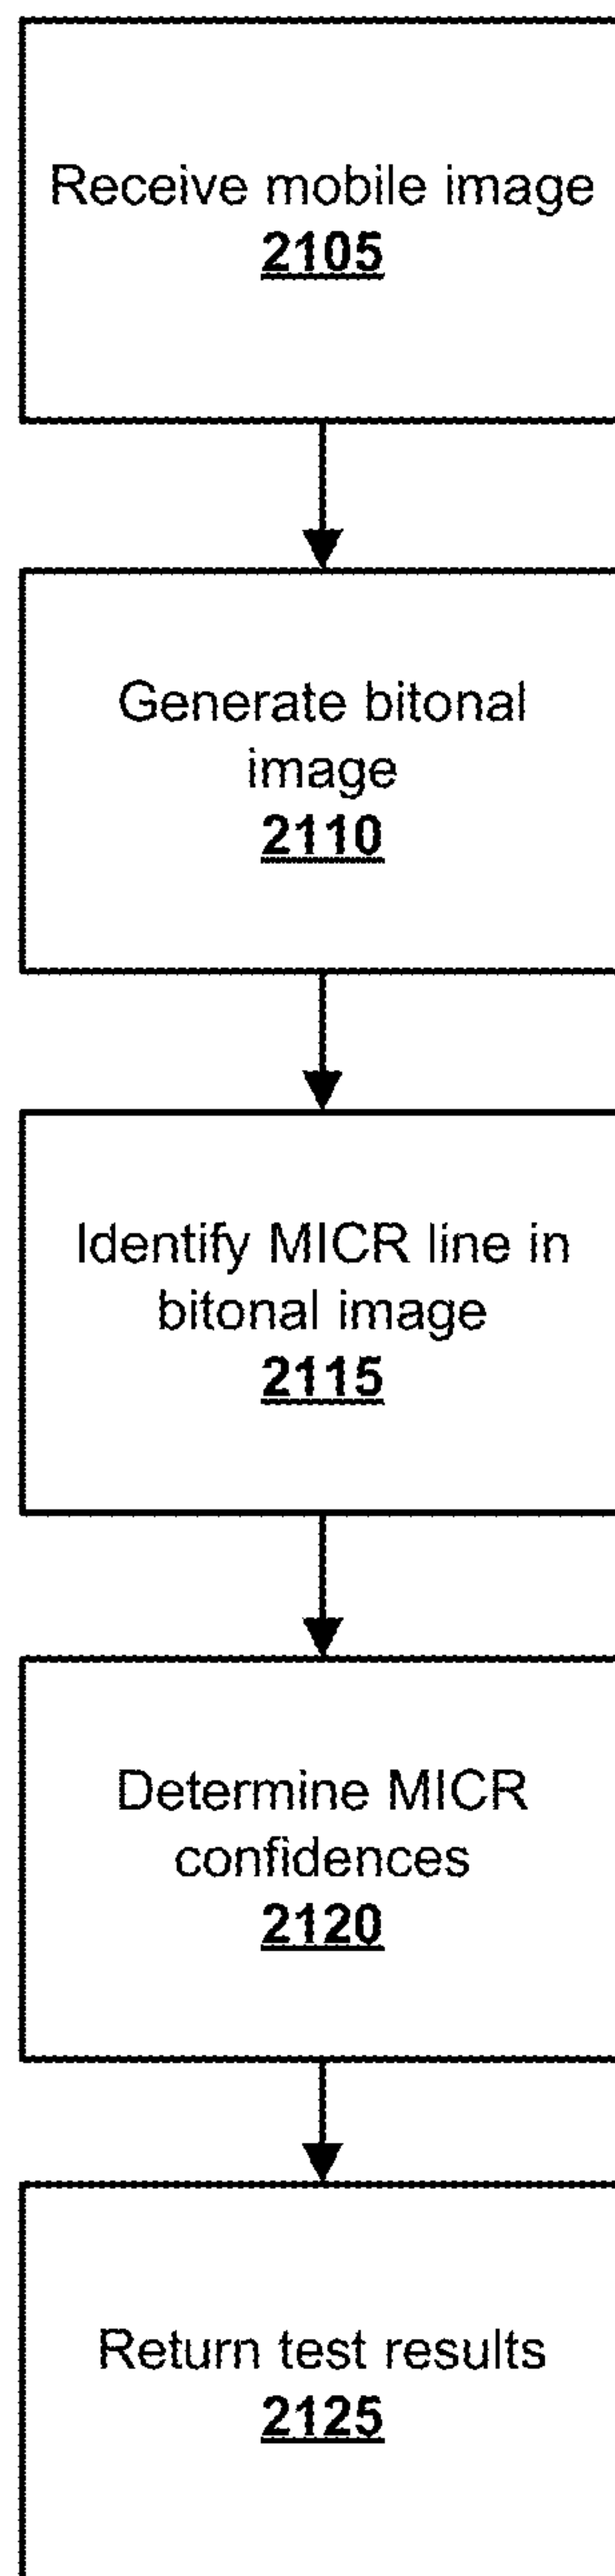 Receive mobile image
2105
Generate bitonal
image
2110
Identify MICR line in
bitonal image
2115
Determine MICR
confidences
2120
Return test results
2125